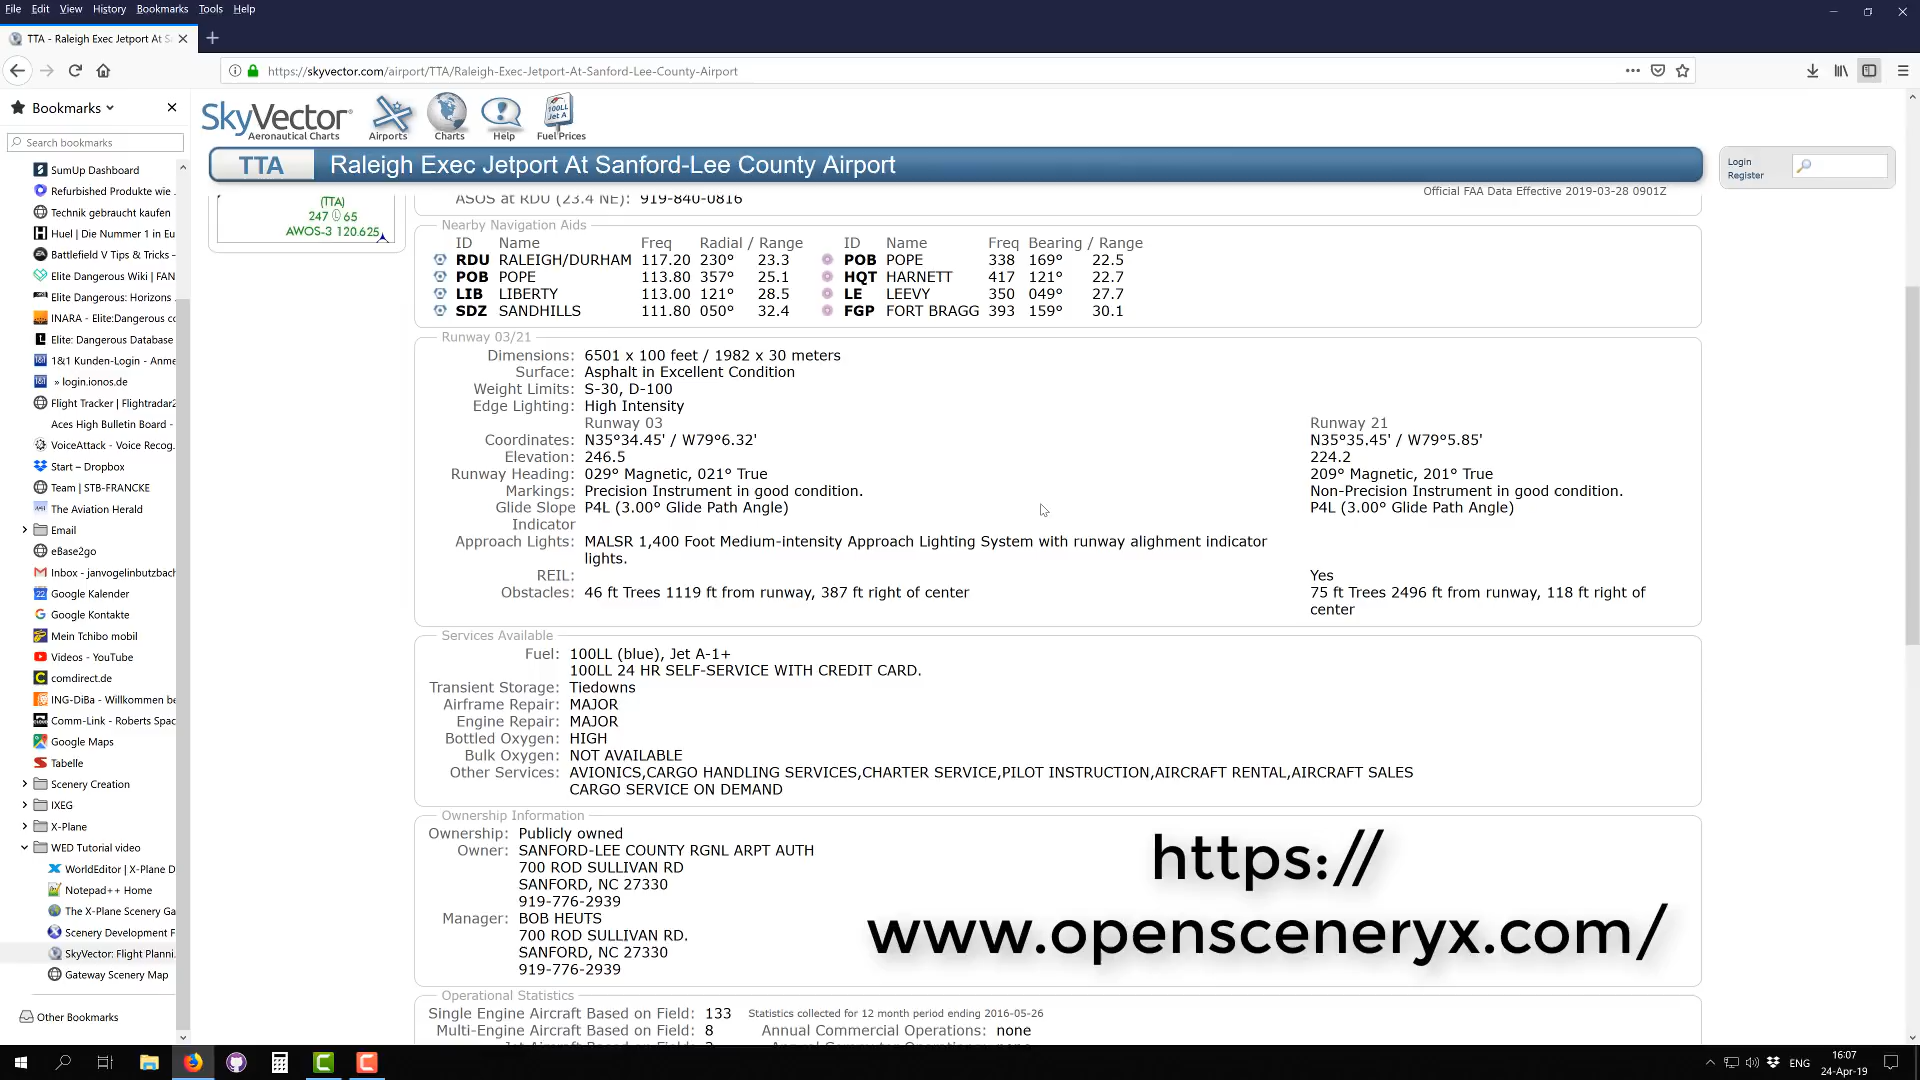 File Edit View History Bookmarks Tools Help
TTA - Raleigh Exec Jetport At S
https://skyvector.com/airport/TTA/Raleigh-Exec-Jetport-At-Sanford-Lee-County-Airport
Bookmarks
Search bookmarks
SumUp Dashboard
Refurbished Produkte wie
Technik gebraucht kaufen
Huel | Die Nummer 1 in Eu
Battlefield V Tips & Tricks –
Elite Dangerous Wiki | FAN
Elite Dangerous: Horizons
INARA - Elite:Dangerous co
Elite: Dangerous Database
1&1 Kunden-Login - Anme
» login.ionos.de
Flight Tracker | Flightradar2
Aces High Bulletin Board -
VoiceAttack - Voice Recog
Start – Dropbox
Team | STB-FRANCKE
The Aviation Herald
Email
eBase2go
Inbox - janvogelinbutzbach
Google Kalender
Google Kontakte
Mein Tchibo mobil
Videos - YouTube
comdirect.de
ING-DiBa - Willkommen be
Comm-Link - Roberts Spac
Google Maps
Tabelle
Scenery Creation
IXEG
X-Plane
WED Tutorial video
WorldEditor | X-Plane D
Notepad++ Home
The X-Plane Scenery Ga
Scenery Development F
SkyVector: Flight Planni
Gateway Scenery Map
Other Bookmarks
SkyVector
Aeronautical Charts
Airports
Charts
Help
100LL
Jet A
Fuel Prices
TTA Raleigh Exec Jetport At Sanford-Lee County Airport
Login
Register
Official FAA Data Effective 2019-03-28 0901Z
(TTA)
247 L 65
AWOS-3 120.625
ASOS at RDU (23.4 NE): 919-840-0816
Nearby Navigation Aids
ID Name Freq Radial / Range ID Name Freq Bearing / Range
RDU RALEIGH/DURHAM 117.20 230° 23.3 POB POPE 338 169° 22.5
POB POPE 113.80 357° 25.1 HQT HARNETT 417 121° 22.7
LIB LIBERTY 113.00 121° 28.5 LE LEEVY 350 049° 27.7
SDZ SANDHILLS 111.80 050° 32.4 FGP FORT BRAGG 393 159° 30.1
Runway 03/21
Dimensions: 6501 x 100 feet / 1982 x 30 meters
Surface: Asphalt in Excellent Condition
Weight Limits: S-30, D-100
Edge Lighting: High Intensity
Runway 03 Runway 21
Coordinates: N35°34.45' / W79°6.32' N35°35.45' / W79°5.85'
Elevation: 246.5 224.2
Runway Heading: 029° Magnetic, 021° True 209° Magnetic, 201° True
Markings: Precision Instrument in good condition. Non-Precision Instrument in good condition.
Glide Slope P4L (3.00° Glide Path Angle) P4L (3.00° Glide Path Angle)
Indicator
Approach Lights: MALSR 1,400 Foot Medium-intensity Approach Lighting System with runway alighment indicator
lights.
REIL: Yes
Obstacles: 46 ft Trees 1119 ft from runway, 387 ft right of center 75 ft Trees 2496 ft from runway, 118 ft right of
center
Services Available
Fuel: 100LL (blue), Jet A-1+
100LL 24 HR SELF-SERVICE WITH CREDIT CARD.
Transient Storage: Tiedowns
Airframe Repair: MAJOR
Engine Repair: MAJOR
Bottled Oxygen: HIGH
Bulk Oxygen: NOT AVAILABLE
Other Services: AVIONICS,CARGO HANDLING SERVICES,CHARTER SERVICE,PILOT INSTRUCTION,AIRCRAFT RENTAL,AIRCRAFT SALES
CARGO SERVICE ON DEMAND
Ownership Information
Ownership: Publicly owned
Owner: SANFORD-LEE COUNTY RGNL ARPT AUTH
700 ROD SULLIVAN RD
SANFORD, NC 27330
919-776-2939
Manager: BOB HEUTS
700 ROD SULLIVAN RD.
SANFORD, NC 27330
919-776-2939
https://
www.opensceneryx.com/
Operational Statistics
Single Engine Aircraft Based on Field: 133 Statistics collected for 12 month period ending 2016-05-26
Multi-Engine Aircraft Based on Field: 8 Annual Commercial Operations: none
ENG
16:07
24-Apr-19